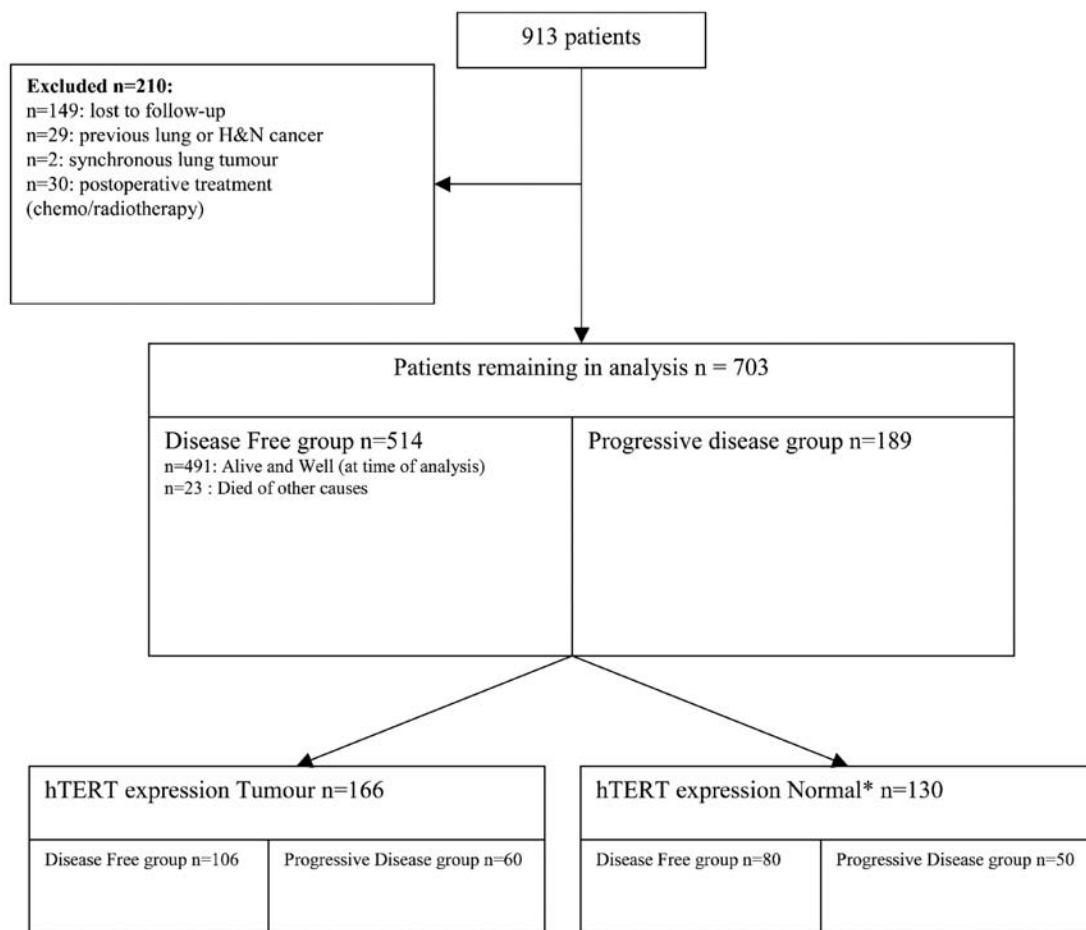 913 patients
Excluded n=210:
n=149: lost to follow-up
n=29: previous lung or H&N cancer
n=2: synchronous lung tumour
n=30: postoperative treatment
(chemo/radiotherapy)
Patients remaining in analysis n = 703
Disease Free group n=514
n=491: Alive and Well (at time of analysis)
n=23 : Died of other causes
Progressive disease group n=189
hTERT expression Tumour n=166
Disease Free group n=106
Progressive Disease group n=60
hTERT expression Normal* n=130
Disease Free group n=80
Progressive Disease group n=50